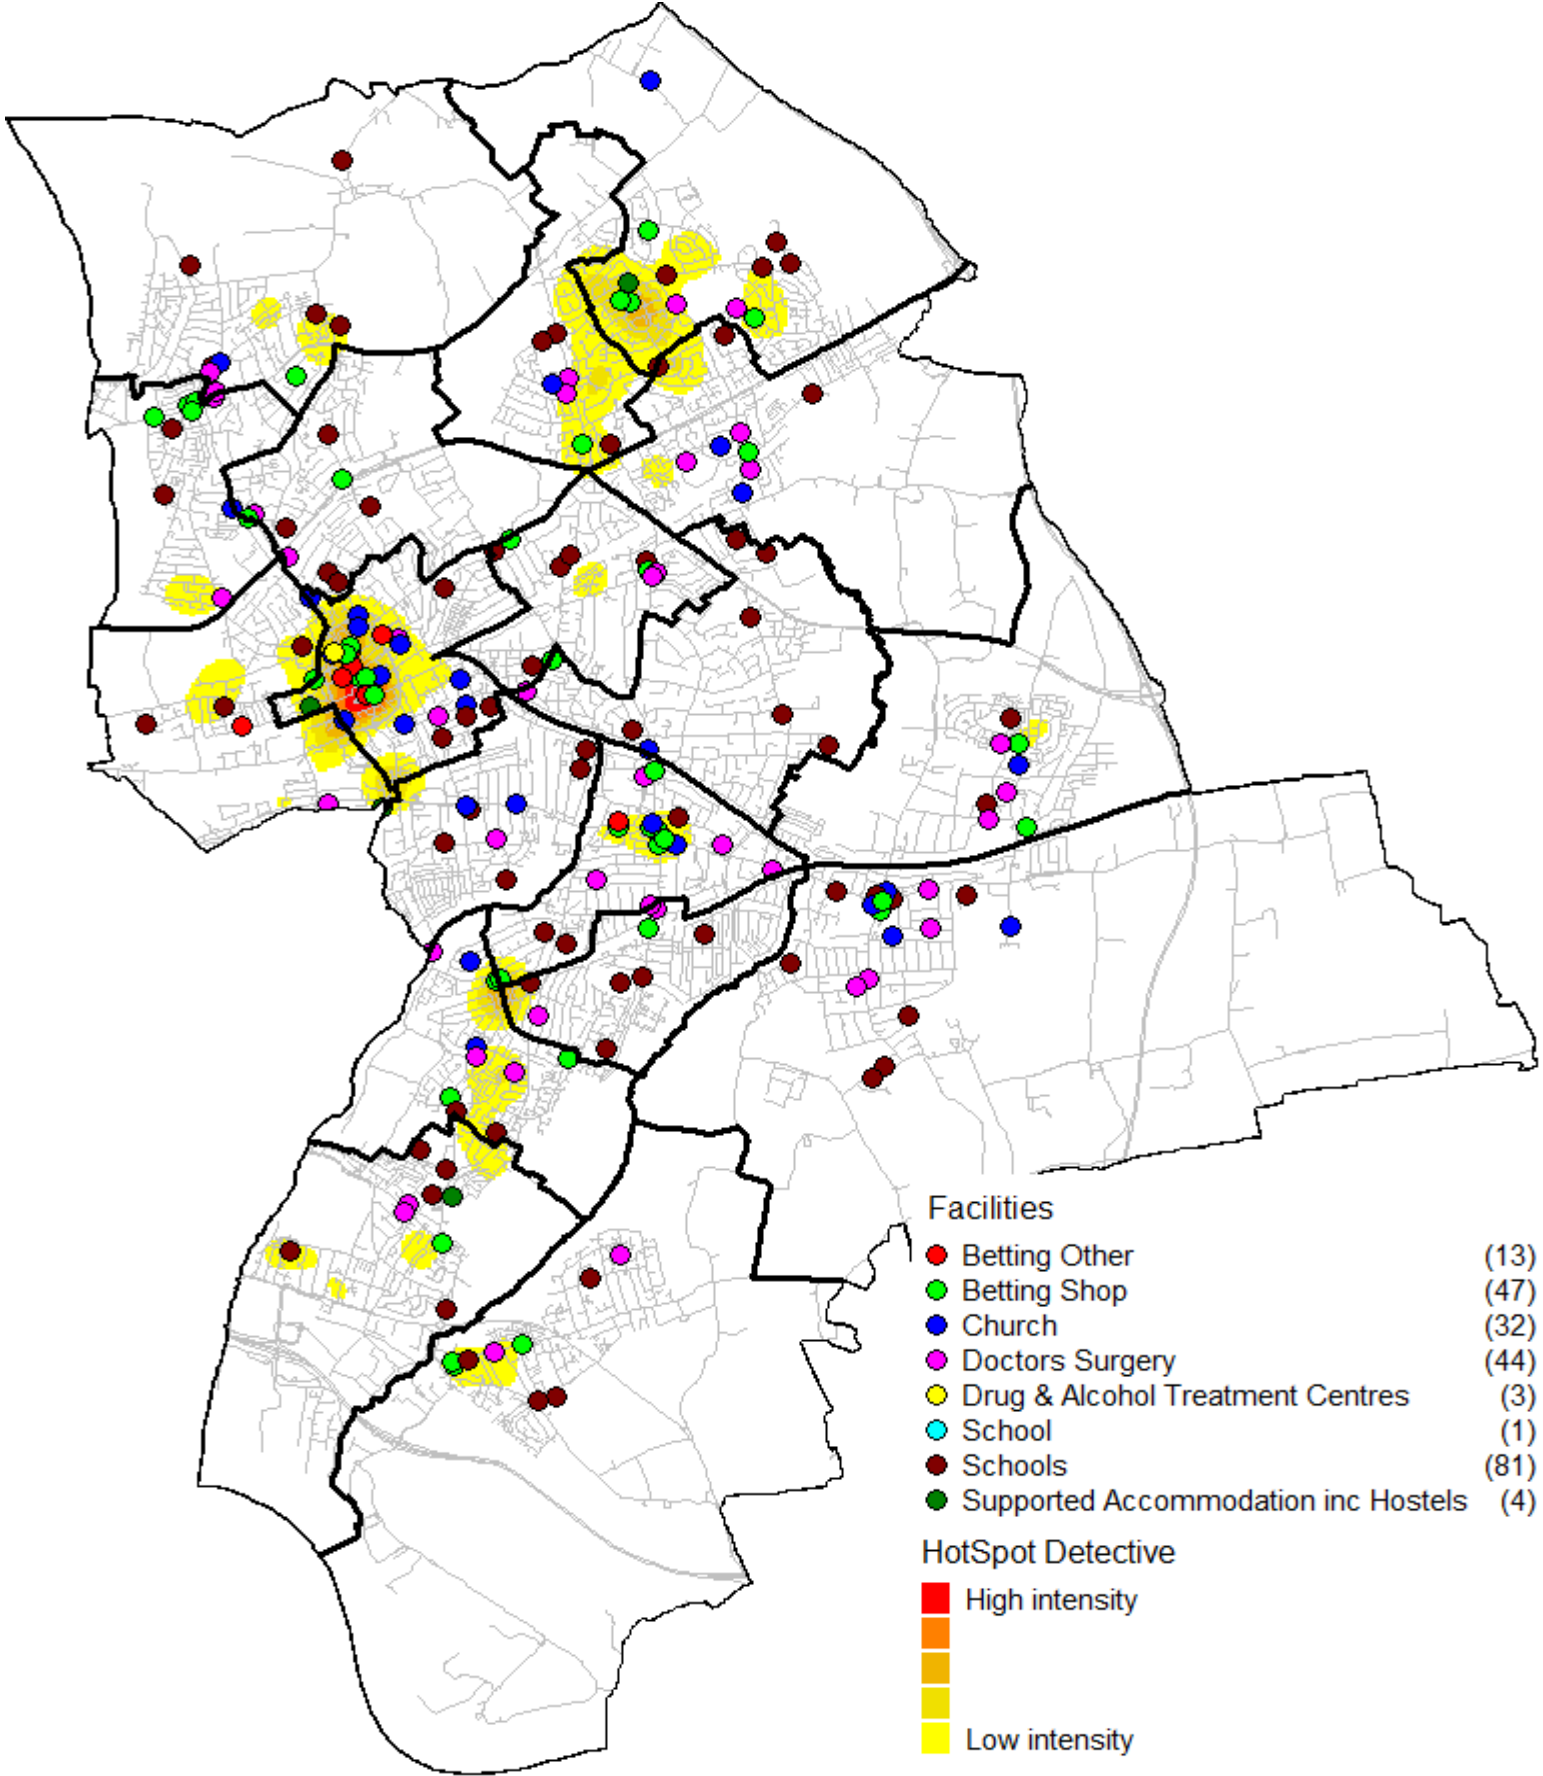 Facilities
Betting Other (13)
Betting Shop (47)
Church (32)
Doctors Surgery (44)
Drug & Alcohol Treatment Centres (3)
School (1)
Schools (81)
Supported Accommodation inc Hostels (4)
HotSpot Detective
High intensity
Low intensity